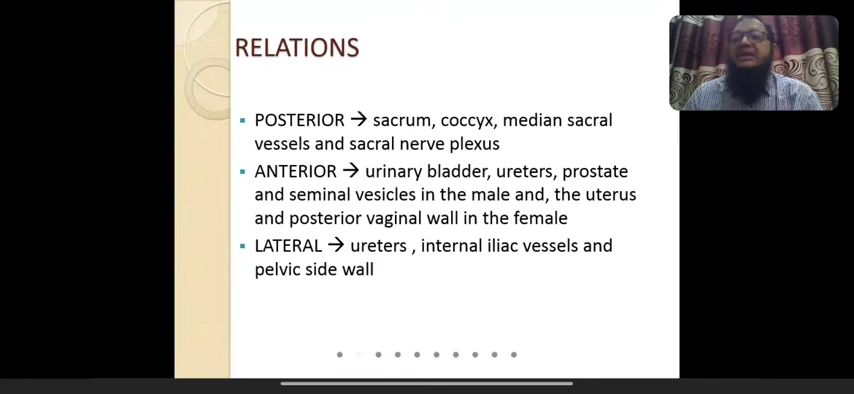 RELATIONS
▪ POSTERIOR → sacrum, coccyx, median sacral
vessels and sacral nerve plexus
▪ ANTERIOR → urinary bladder, ureters, prostate
and seminal vesicles in the male and, the uterus
and posterior vaginal wall in the female
▪ LATERAL → ureters , internal iliac vessels and
pelvic side wall